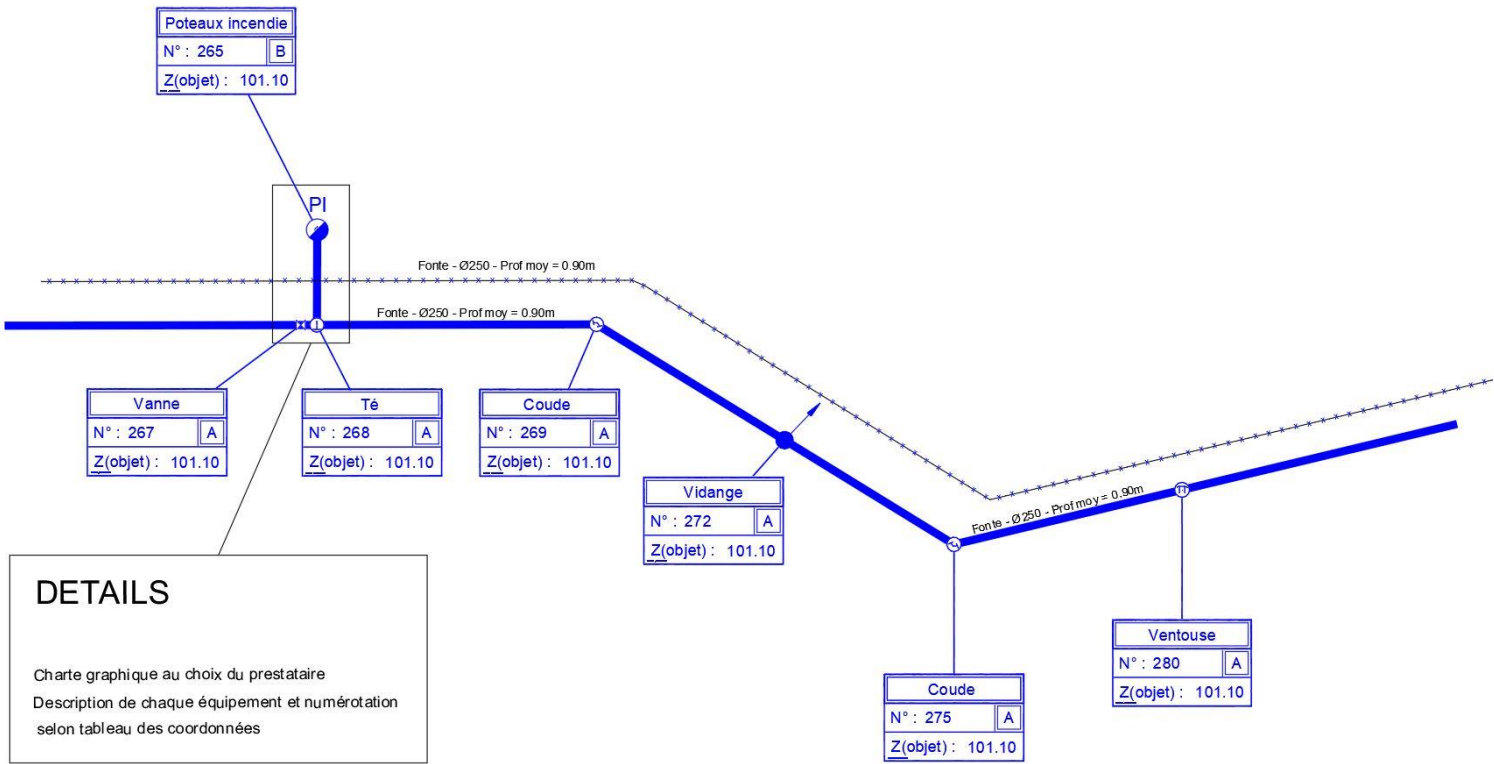 Poteaux incendie
N° : 265 B
Z(objet) : 101.10
PI
Fonte - Ø250 - Prof moy = 0.90m
Fonte - Ø250 - Prof moy = 0.90m
Vanne
N° : 267 A
Z(objet) : 101.10
Té
N° : 268 A
Z(objet) : 101.10
Coude
N° : 269 A
Z(objet) : 101.10
Vidange
N° : 272 A
Z(objet) : 101.10
Fonte - Ø250 - Prof moy = 0.90m
Coude
N° : 275 A
Z(objet) : 101.10
Ventouse
N° : 280 A
Z(objet) : 101.10
DETAILS
Charte graphique au choix du prestataire
Description de chaque équipement et numérotation
selon tableau des coordonnées